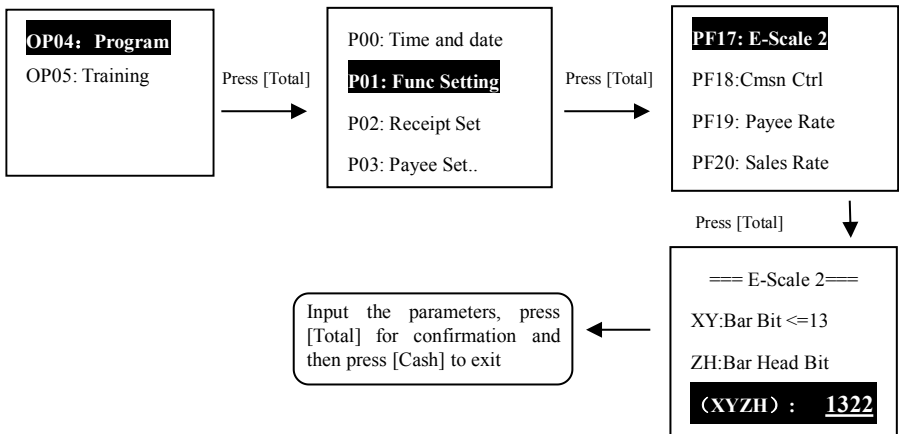 OP04：Program
OP05: Training
Press [Total]
P00: Time and date
P01: Func Setting
P02: Receipt Set
P03: Payee Set..
Press [Total]
PF17: E-Scale 2
PF18:Cmsn Ctrl
PF19: Payee Rate
PF20: Sales Rate
Press [Total]
=== E-Scale 2===
XY:Bar Bit <=13
ZH:Bar Head Bit
（XYZH）: 1322
Input the parameters, press
[Total] for confirmation and
then press [Cash] to exit